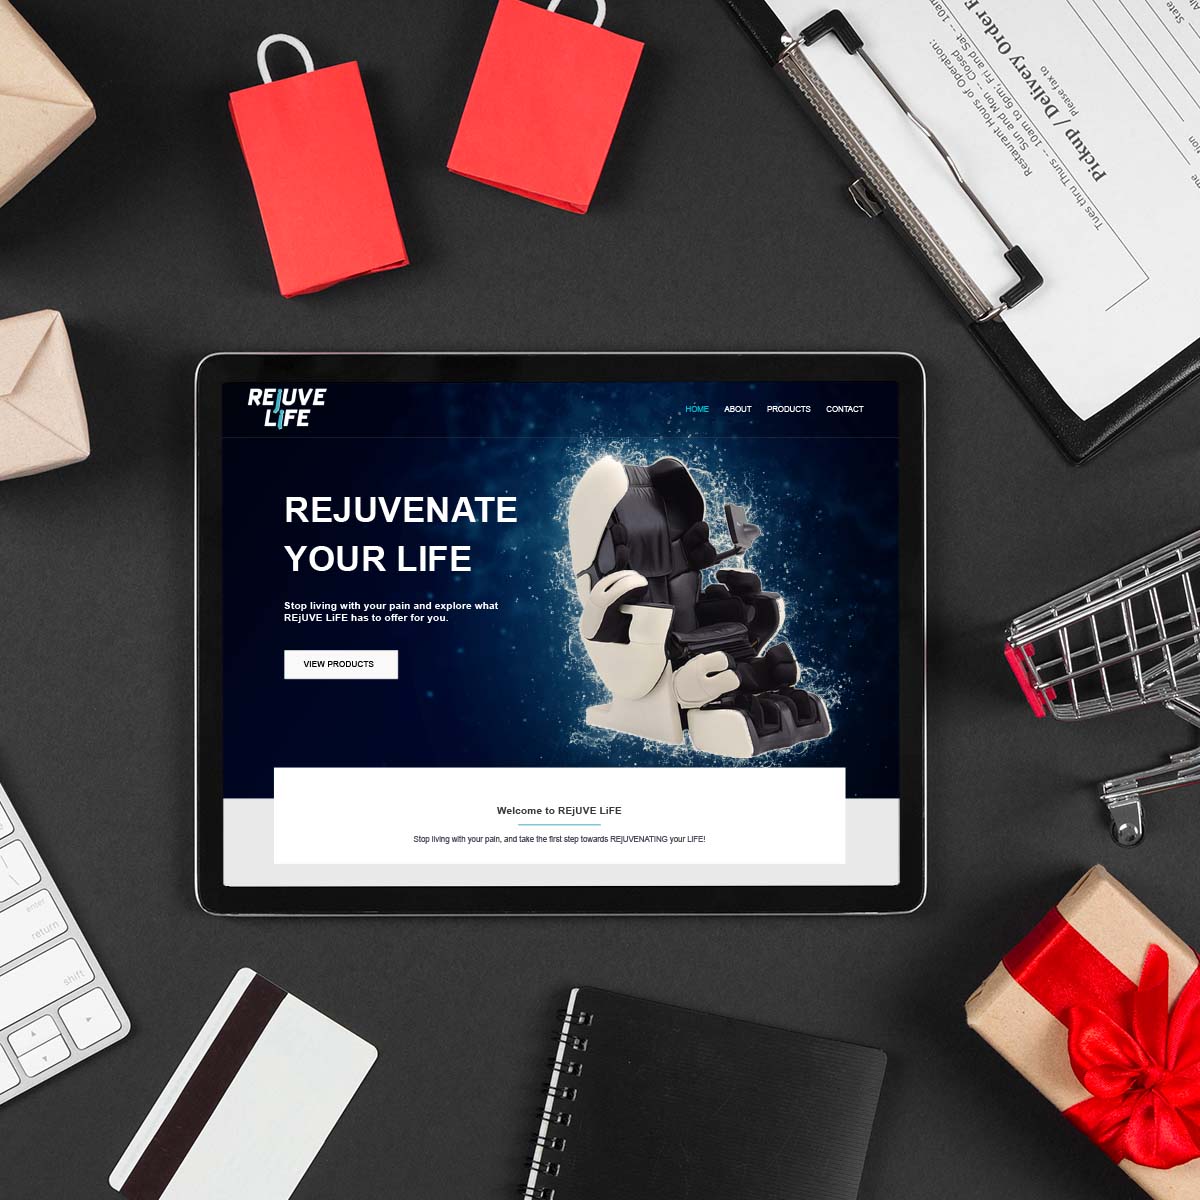 State
Pickup / Delivery Order
Please fax to
Restaurant Hours of Operation:
Sun and Mon -- Closed
Tues thru Thurs -- 10am to 6pm; Fri and Sat -- 10am
REjUVE
LiFE
HOME ABOUT PRODUCTS CONTACT
REJUVENATE
YOUR LIFE
Stop living with your pain and explore what
REjUVE LiFE has to offer for you.
VIEW PRODUCTS
Welcome to REjUVE LiFE
Stop living with your pain, and take the first step towards REjUVENATING your LiFE!
enter
return
shift